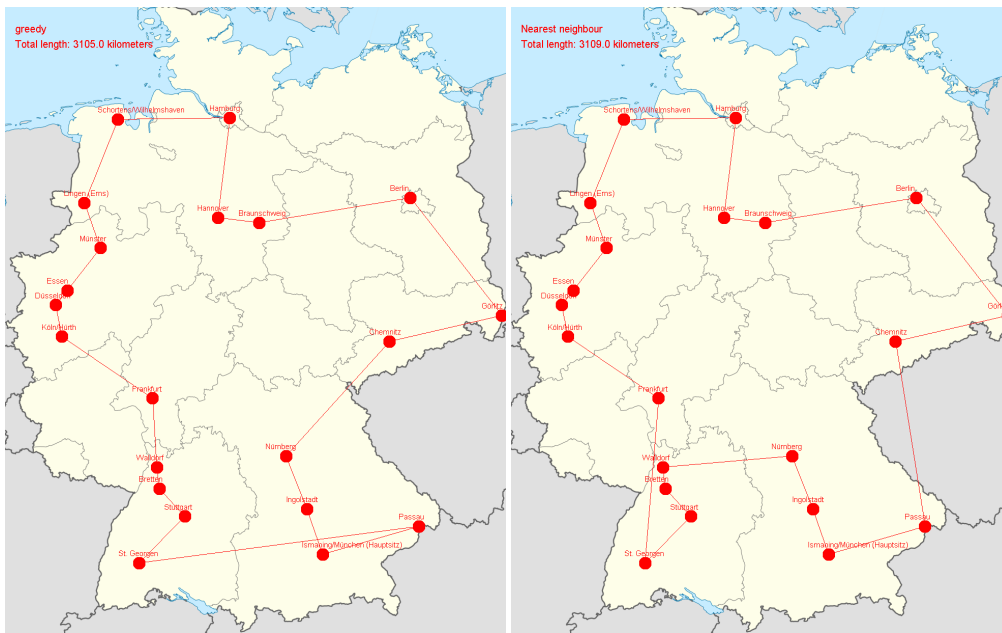 greedy
Total length: 3105.0 kilometers
Schortens/Wilhelmshaven
Hamburg
Lingen (Ems)
Berlin
Hannover
Braunschweig
Münster
Essen
Düsseldorf
Görlitz
Köln/Hürth
Chemnitz
Frankfurt
Nürnberg
Walldorf
Bretten
Ingolstadt
Stuttgart
Passau
Ismaning/München (Hauptsitz)
St. Georgen
Nearest neighbour
Total length: 3109.0 kilometers
Schortens/Wilhelmshaven
Hamburg
Lingen (Ems)
Berlin
Hannover
Braunschweig
Münster
Essen
Düsseldorf
Görlitz
Köln/Hürth
Chemnitz
Frankfurt
Nürnberg
Walldorf
Bretten
Ingolstadt
Stuttgart
Passau
Ismaning/München (Hauptsitz)
St. Georgen